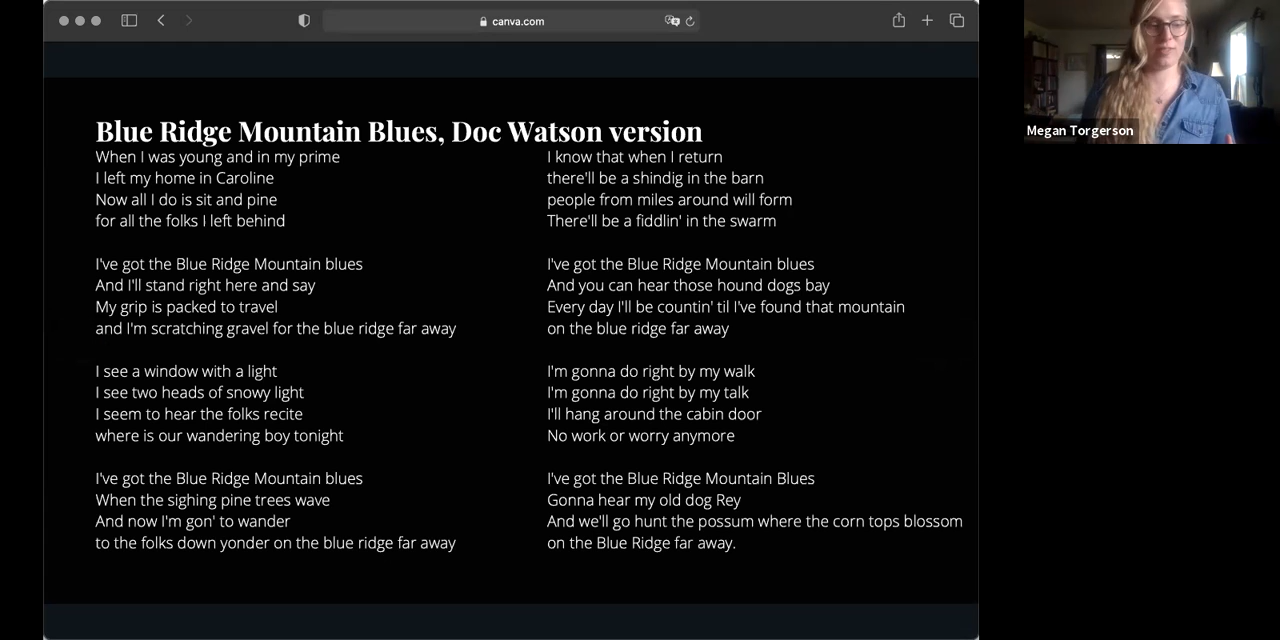 canva.com
Blue Ridge Mountain Blues, Doc Watson version
When I was young and in my prime
I left my home in Caroline
Now all I do is sit and pine
for all the folks I left behind
I've got the Blue Ridge Mountain blues
And I'll stand right here and say
My grip is packed to travel
and I'm scratching gravel for the blue ridge far away
I see a window with a light
I see two heads of snowy light
I seem to hear the folks recite
where is our wandering boy tonight
I've got the Blue Ridge Mountain blues
When the sighing pine trees wave
And now I'm gon' to wander
to the folks down yonder on the blue ridge far away
I know that when I return
there'll be a shindig in the barn
people from miles around will form
There'll be a fiddlin' in the swarm
I've got the Blue Ridge Mountain blues
And you can hear those hound dogs bay
Every day I'll be countin' til I've found that mountain
on the blue ridge far away
I'm gonna do right by my walk
I'm gonna do right by my talk
I'll hang around the cabin door
No work or worry anymore
I've got the Blue Ridge Mountain Blues
Gonna hear my old dog Rey
And we'll go hunt the possum where the corn tops blossom
on the Blue Ridge far away.
Megan Torgerson